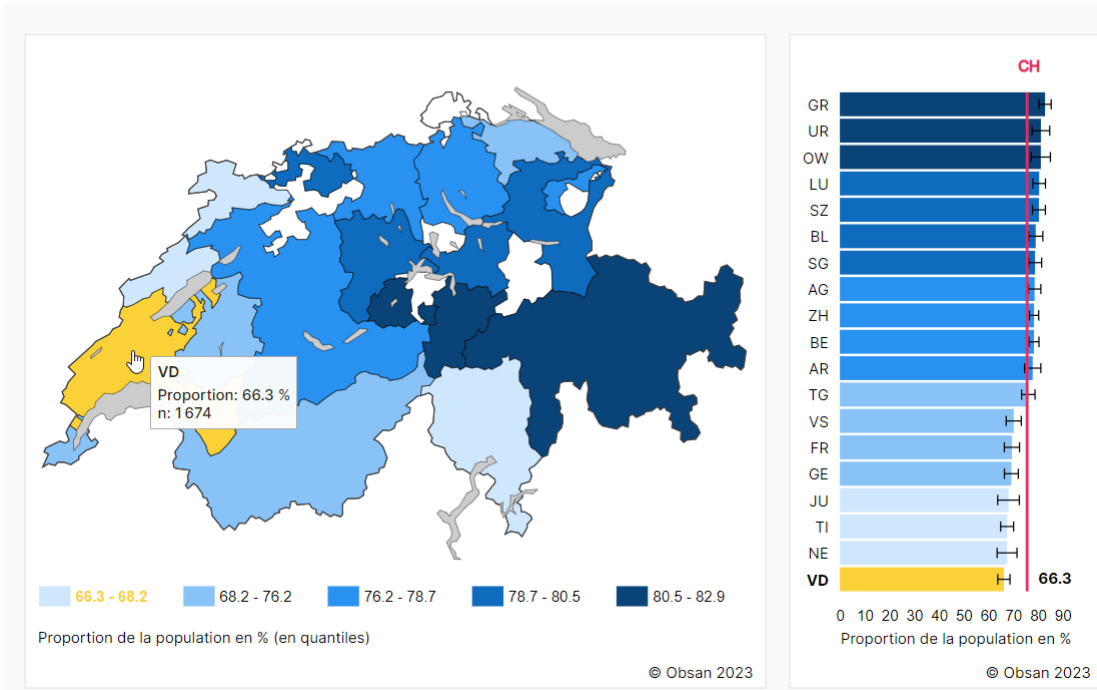 VD
Proportion: 66.3 %
n: 1674
66.3 - 68.2
68.2 - 76.2
76.2 - 78.7
78.7 - 80.5
80.5 - 82.9
Proportion de la population en % (en quantiles)
© Obsan 2023
CH
GR
UR
OW
LU
SZ
BL
SG
AG
ZH
BE
AR
TG
VS
FR
GE
JU
TI
NE
VD 66.3
0 10 20 30 40 50 60 70 80 90
Proportion de la population en %
© Obsan 2023